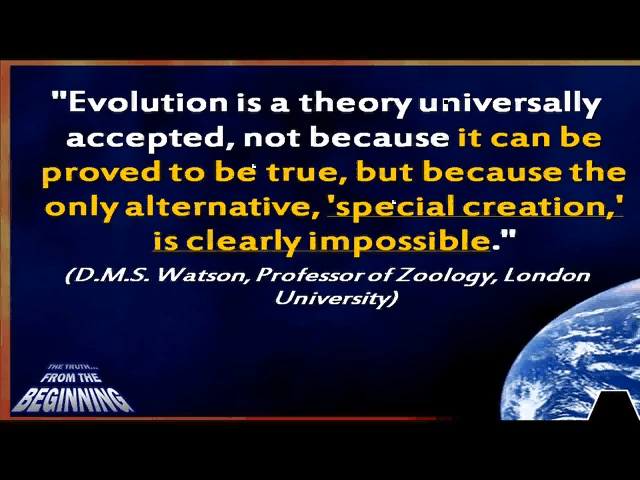 "Evolution is a theory universally
accepted, not because it can be
proved to be true, but because the
only alternative, 'special creation,'
is clearly impossible."
(D.M.S. Watson, Professor of Zoology, London
University)
THE TRUTH...
FROM THE
BEGINNING